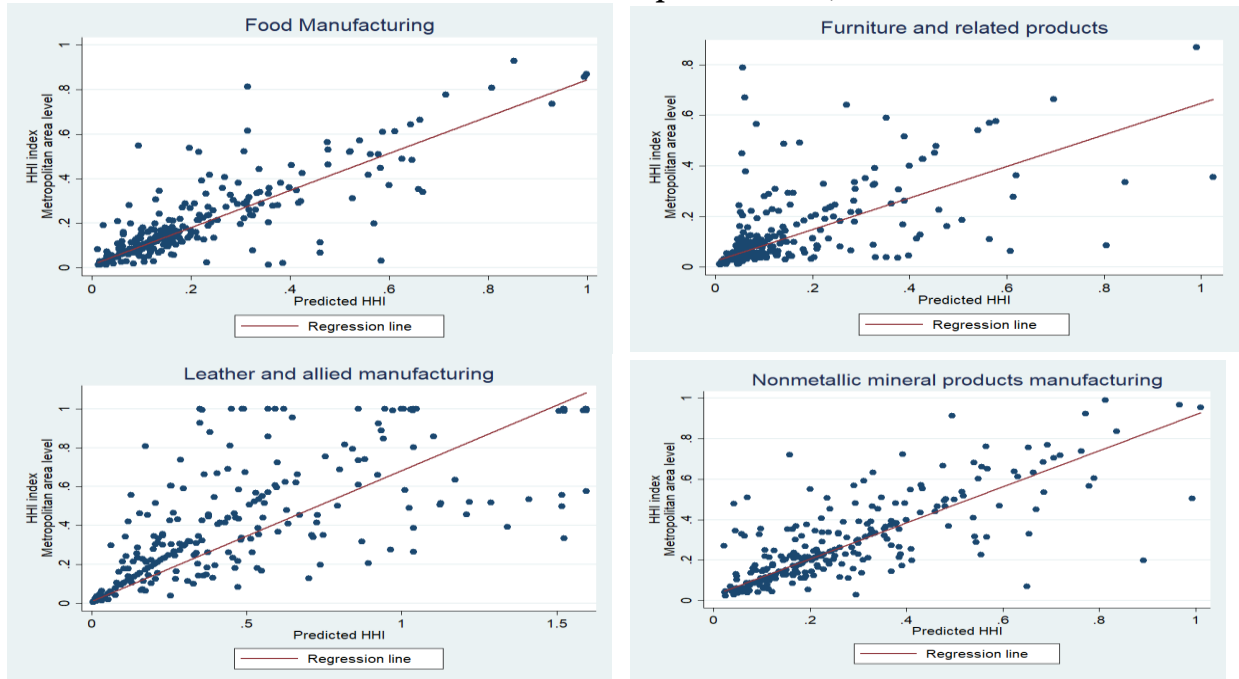 Food Manufacturing
HHI index
Metropolitan area level
1
.8
.6
.4
.2
0
0
.2
.4
.6
.8
1
Predicted HHI
Regression line
Furniture and related products
HHI index
Metropolitan area level
.8
.6
.4
.2
0
0
.2
.4
.6
.8
1
Predicted HHI
Regression line
Leather and allied manufacturing
HHI index
Metropolitan area level
1
.8
.6
.4
.2
0
0
.5
1
1.5
Predicted HHI
Regression line
Nonmetallic mineral products manufacturing
HHI index
Metropolitan area level
1
.8
.6
.4
.2
0
0
.2
.4
.6
.8
1
Predicted HHI
Regression line